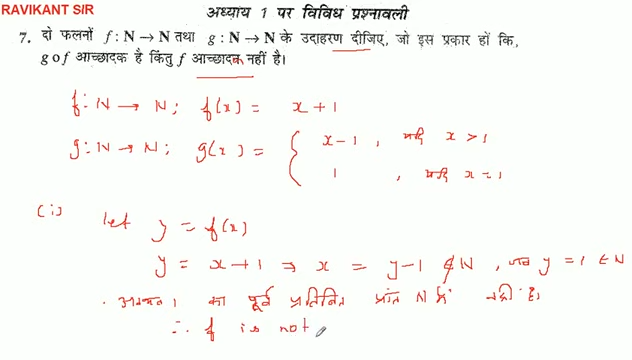 RAVIKANT SIR
अध्याय 1 पर विविध प्रश्नावली
7. दो फलनों f : N → N तथा g : N → N के उदाहरण दीजिए, जो इस प्रकार हों कि,
g o f आच्छादक है किंतु f आच्छादक नहीं है।
f : N → N ; f(x) = x + 1
g : N → N ; g(x) = { x - 1 , यदि x > 1
1 , यदि x = 1
(i) let y = f(x)
y = x + 1 ⇒ x = y - 1 ∉ N , जब y = 1 ∈ N
1 का पूर्व प्रतिबिंब प्रांत N में नहीं है।
∴ f is not